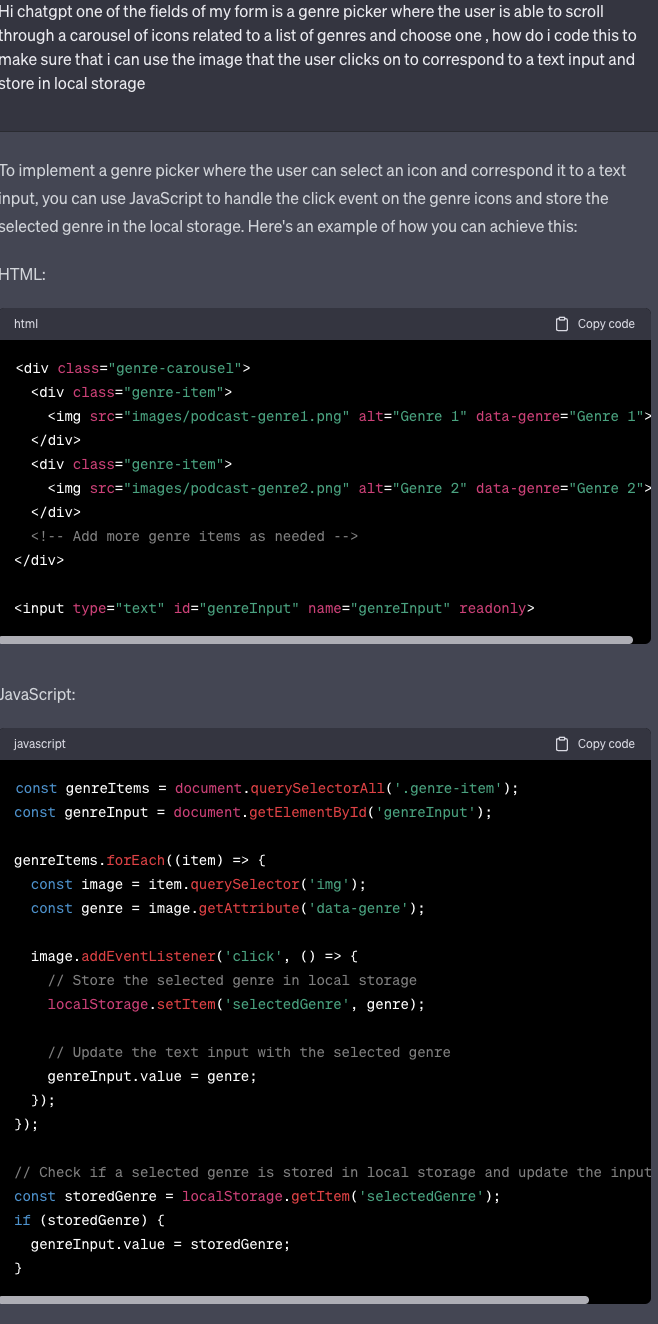 Hi chatgpt one of the fields of my form is a genre picker where the user is able to scroll
through a carousel of icons related to a list of genres and choose one , how do i code this to
make sure that i can use the image that the user clicks on to correspond to a text input and
store in local storage
To implement a genre picker where the user can select an icon and correspond it to a text
input, you can use JavaScript to handle the click event on the genre icons and store the
selected genre in the local storage. Here's an example of how you can achieve this:
HTML:
html Copy code
<div class="genre-carousel">
  <div class="genre-item">
    <img src="images/podcast-genre1.png" alt="Genre 1" data-genre="Genre 1">
  </div>
  <div class="genre-item">
    <img src="images/podcast-genre2.png" alt="Genre 2" data-genre="Genre 2">
  </div>
  <!-- Add more genre items as needed -->
</div>
<input type="text" id="genreInput" name="genreInput" readonly>
JavaScript:
javascript Copy code
const genreItems = document.querySelectorAll('.genre-item');
const genreInput = document.getElementById('genreInput');
genreItems.forEach((item) => {
  const image = item.querySelector('img');
  const genre = image.getAttribute('data-genre');
  image.addEventListener('click', () => {
    // Store the selected genre in local storage
    localStorage.setItem('selectedGenre', genre);
    // Update the text input with the selected genre
    genreInput.value = genre;
  });
});
// Check if a selected genre is stored in local storage and update the input
const storedGenre = localStorage.getItem('selectedGenre');
if (storedGenre) {
  genreInput.value = storedGenre;
}